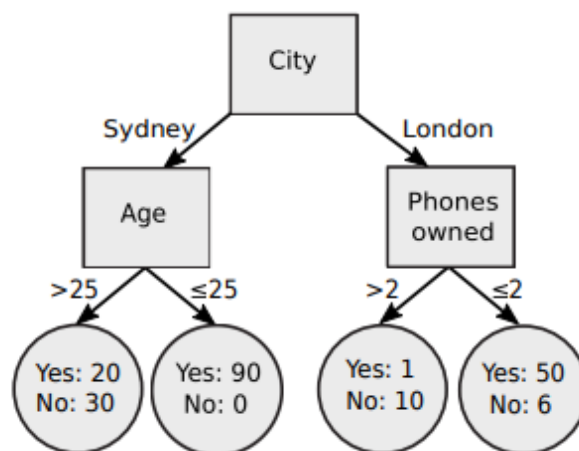 City
Sydney
London
Age
Phones
owned
>25
≤25
>2
≤2
Yes: 20
No: 30
Yes: 90
No: 0
Yes: 1
No: 10
Yes: 50
No: 6